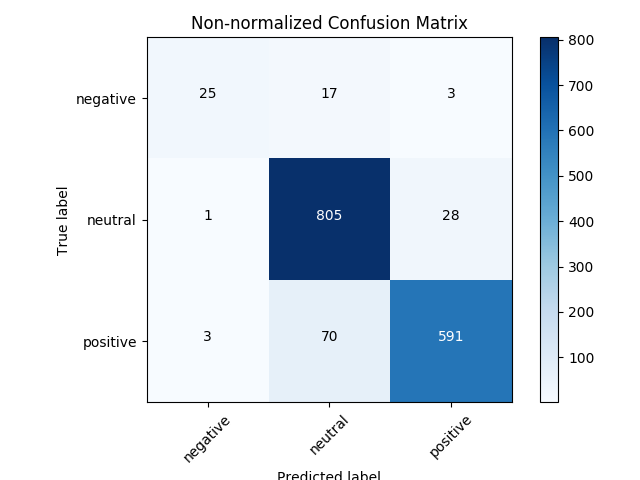 Non-normalized Confusion Matrix
negative 25 17 3
neutral 1 805 28
positive 3 70 591
True label
negative neutral positive
Predicted label
800
700
600
500
400
300
200
100